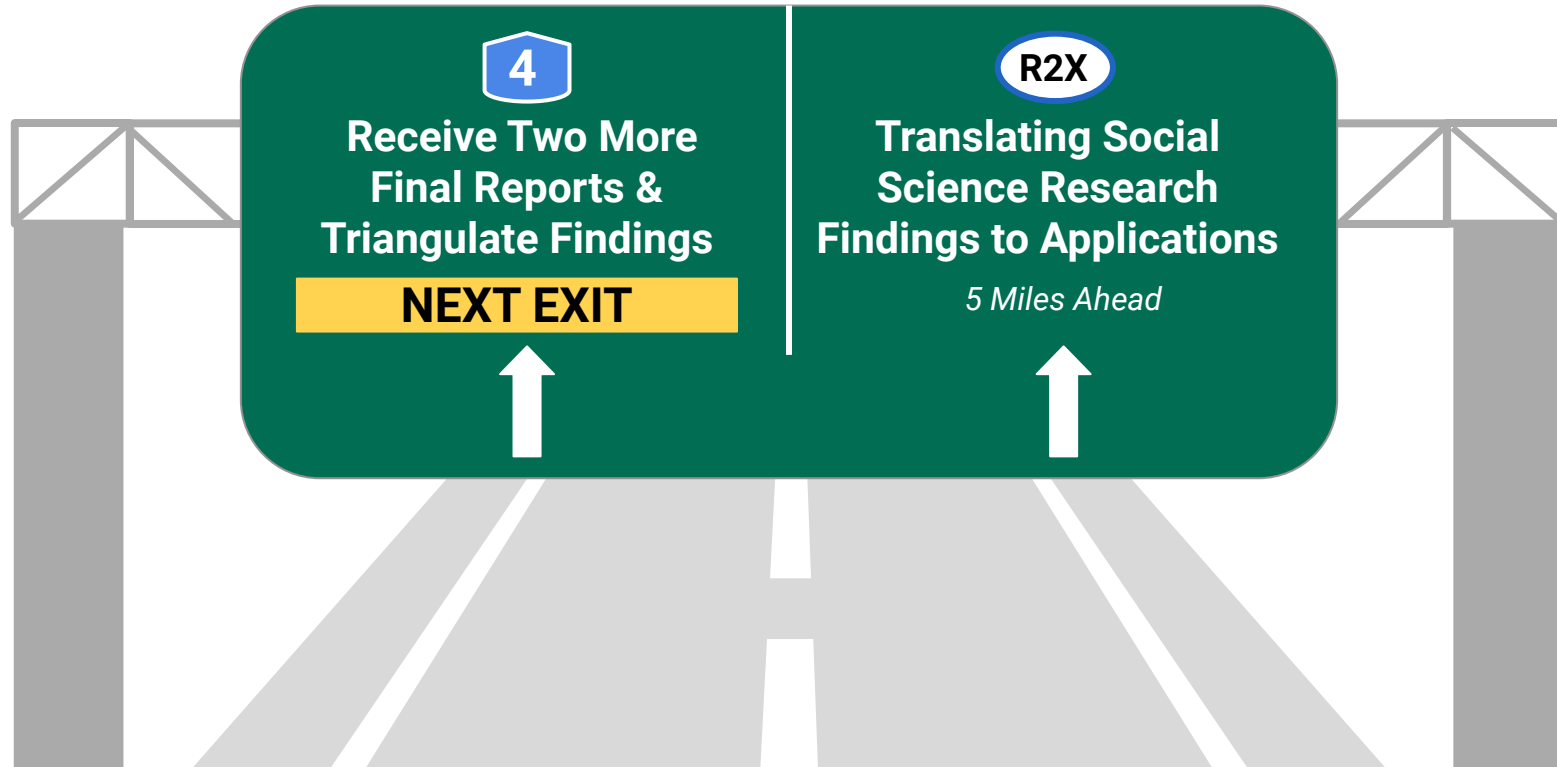 4
Receive Two More
Final Reports &
Triangulate Findings
NEXT EXIT
R2X
Translating Social
Science Research
Findings to Applications
5 Miles Ahead